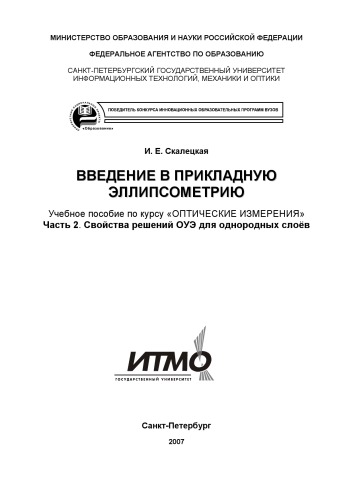 МИНИСТЕРСТВО ОБРАЗОВАНИЯ И НАУКИ РОССИЙСКОЙ ФЕДЕРАЦИИ
ФЕДЕРАЛЬНОЕ АГЕНТСТВО ПО ОБРАЗОВАНИЮ
САНКТ-ПЕТЕРБУРГСКИЙ ГОСУДАРСТВЕННЫЙ УНИВЕРСИТЕТ
ИНФОРМАЦИОННЫХ ТЕХНОЛОГИЙ, МЕХАНИКИ И ОПТИКИ
ПОБЕДИТЕЛЬ КОНКУРСА ИННОВАЦИОННЫХ ОБРАЗОВАТЕЛЬНЫХ ПРОГРАММ ВУЗОВ
«Образование»
И. Е. Скалецкая
ВВЕДЕНИЕ В ПРИКЛАДНУЮ
ЭЛЛИПСОМЕТРИЮ
Учебное пособие по курсу «ОПТИЧЕСКИЕ ИЗМЕРЕНИЯ»
Часть 2. Свойства решений ОУЭ для однородных слоёв
ИТМО
ГОСУДАРСТВЕННЫЙ УНИВЕРСИТЕТ
Санкт-Петербург
2007